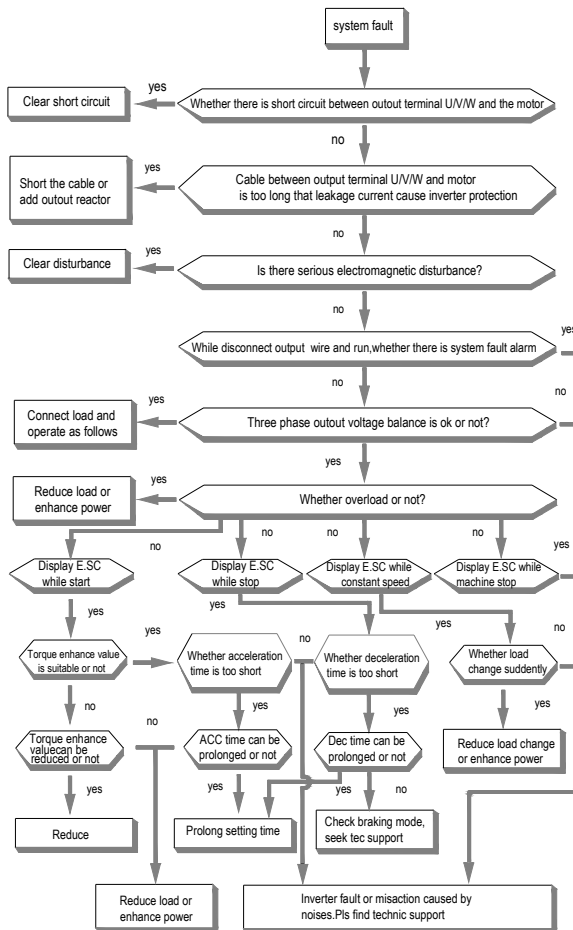 system fault
yes
Clear short circuit
Whether there is short circuit between outout terminal U/V/W and the motor
no
yes
Short the cable or
add outout reactor
Cable between output terminal U/V/W and motor
is too long that leakage current cause inverter protection
no
yes
Clear disturbance
Is there serious electromagnetic disturbance?
no
yes
While disconnect output wire and run,whether there is system fault alarm
no
no
yes
Connect load and
operate as follows
Three phase outout voltage balance is ok or not?
yes
yes
Reduce load or
enhance power
Whether overload or not?
no
no
no
no
yes
Display E.SC
while start
Display E.SC
while stop
Display E.SC while
constant speed
Display E.SC while
machine stop
yes
yes
yes
no
yes
no
Torque enhance value
is suitable or not
Whether acceleration
time is too short
Whether deceleration
time is too short
Whether load
change suddently
no
yes
yes
yes
no
Torque enhance
valuecan be
reduced or not
ACC time can be
prolonged or not
Dec time can be
prolonged or not
Reduce load change
or enhance power
yes
yes
yes
no
Reduce
Prolong setting time
Check braking mode,
seek tec support
Reduce load or
enhance power
Inverter fault or misaction caused by
noises.Pls find technic support